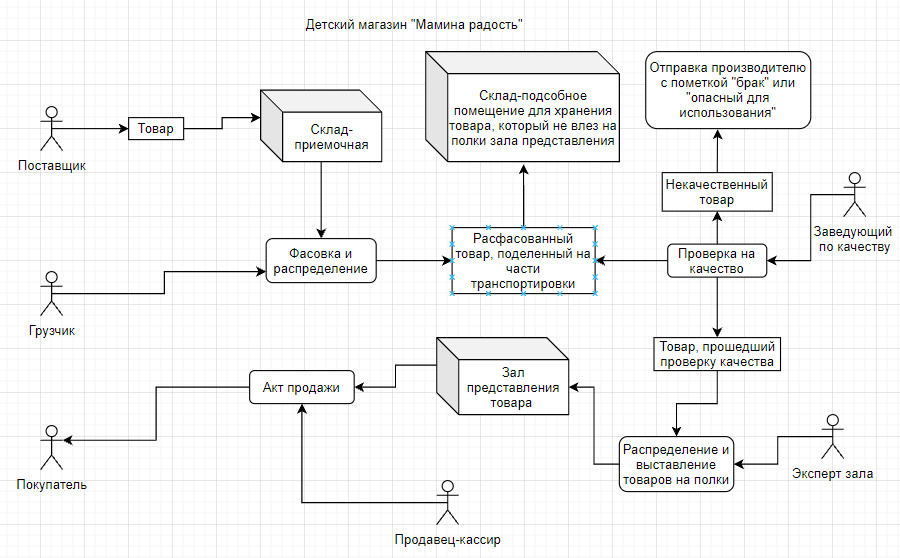 Детский магазин "Мамина радость"
Поставщик
Товар
Склад-
приемочная
Склад-подсобное
помещение для хранения
товара, который не влез на
полки зала представления
Отправка производителю
с пометкой "брак" или
"опасный для
использования"
Некачественный
товар
Заведующий
по качеству
Фасовка и
распределение
Расфасованный
товар, поделенный на
части
транспортировки
Проверка на
качество
Грузчик
Товар, прошедший
проверку качества
Зал
представления
товара
Акт продажи
Покупатель
Распределение и
выставление
товаров на полки
Эксперт зала
Продавец-кассир